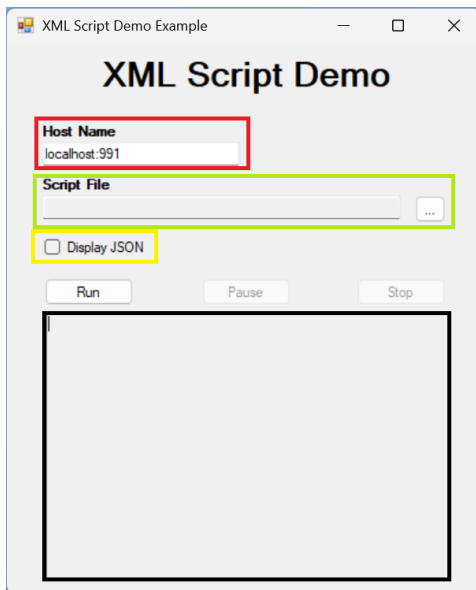 XML Script Demo Example
XML Script Demo
Host Name
localhost:991
Script File
...
Display JSON
Run Pause Stop